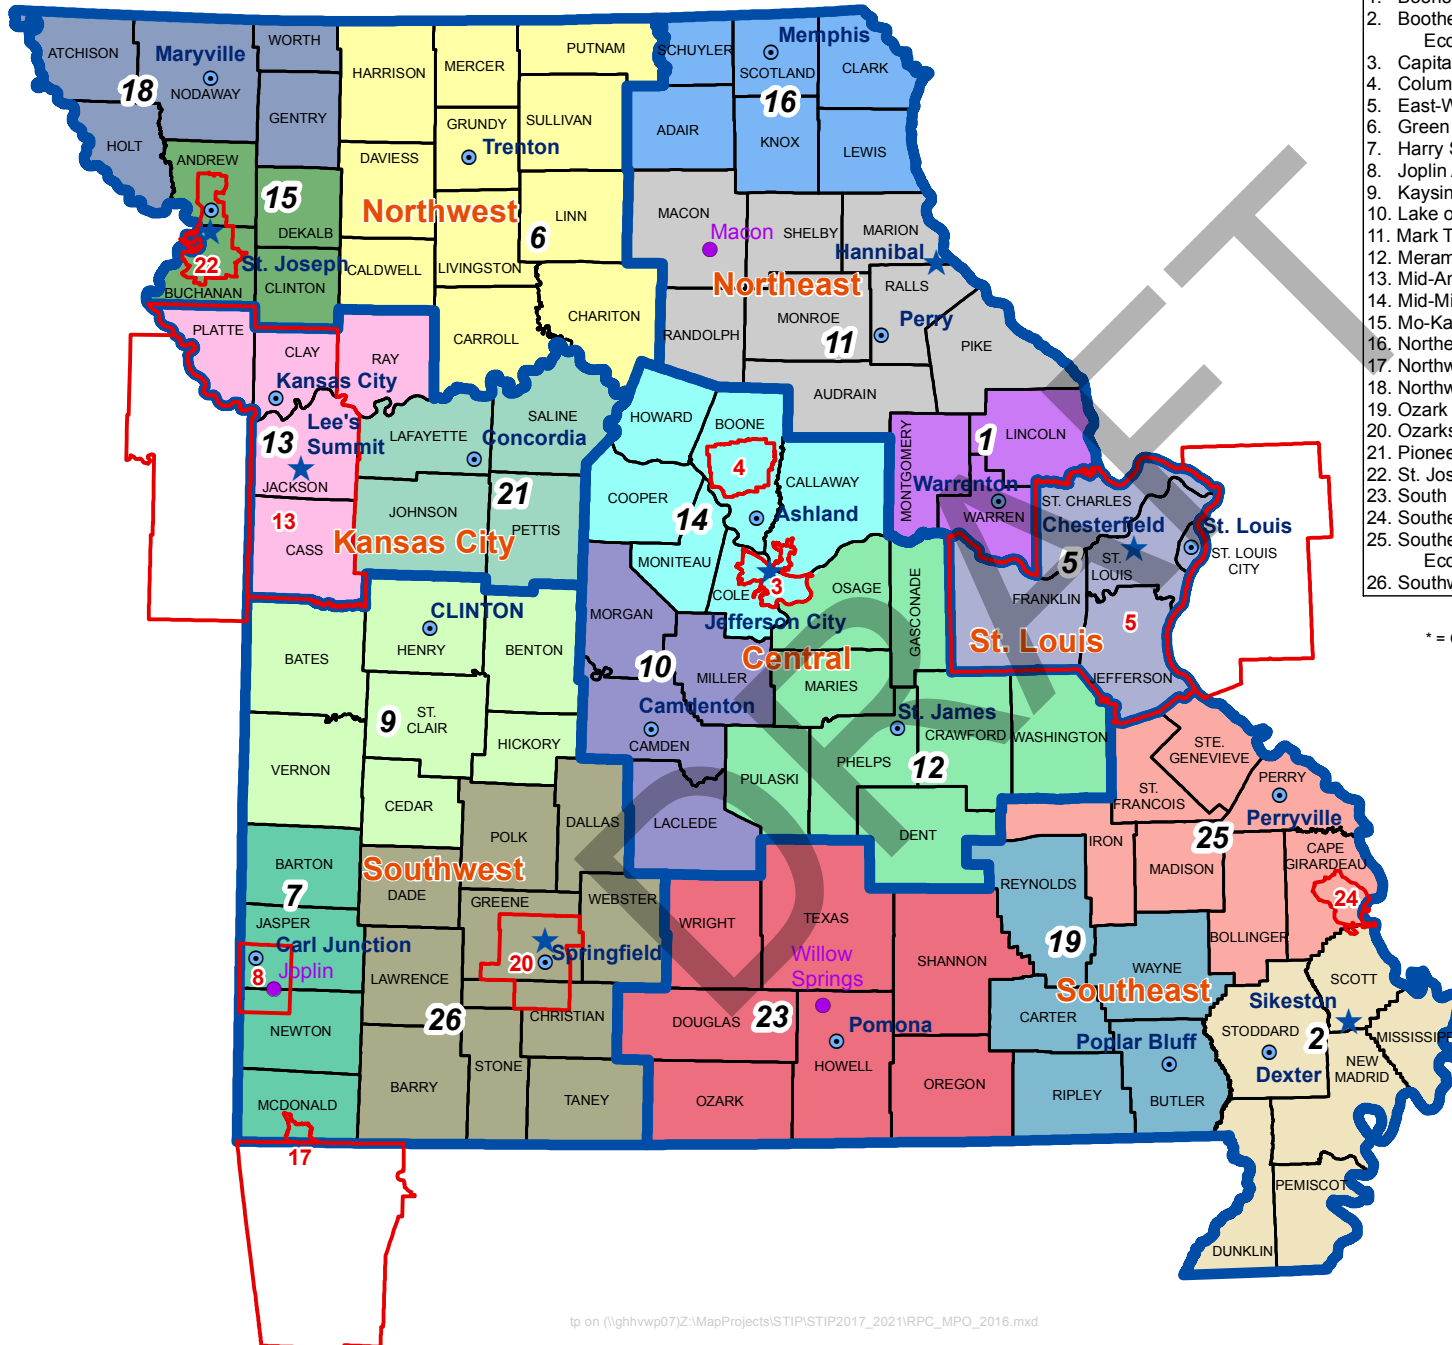 ATCHISON
Maryville
NODAWAY
WORTH
18
GENTRY
HOLT
HARRISON
MERCER
PUTNAM
SCHUYLER
Memphis
SCOTLAND
CLARK
16
GRUNDY
SULLIVAN
Trenton
ADAIR
KNOX
LEWIS
ANDREW
15
DEKALB
DAVIESS
Northwest
LINN
6
MACON
Macon
SHELBY
MARION
Hannibal
22
St. Joseph
BUCHANAN
CLINTON
CALDWELL
LIVINGSTON
Northeast
RALLS
CHARITON
MONROE
Perry
PLATTE
CLAY
RAY
CARROLL
RANDOLPH
11
PIKE
Kansas City
AUDRAIN
Lee's
Summit
13
JACKSON
LAFAYETTE
SALINE
Concordia
HOWARD
BOONE
4
MONTGOMERY
1
LINCOLN
CALLAWAY
Warrenton
WARREN
13
CASS
JOHNSON
21
PETTIS
Kansas City
COOPER
14
Ashland
ST. CHARLES
Chesterfield
St. Louis
ST. LOUIS
CITY
ST.
LOUIS
5
FRANKLIN
MONITEAU
COLE
3
OSAGE
GASCONADE
Jefferson City
St. Louis
5
JEFFERSON
CLINTON
HENRY
BENTON
MORGAN
10
MILLER
Central
MARIES
BATES
ST.
CLAIR
9
HICKORY
Camdenton
CAMDEN
St. James
CRAWFORD
WASHINGTON
PHELPS
12
PULASKI
VERNON
CEDAR
STE.
GENEVIEVE
PERRY
ST.
FRANCOIS
Perryville
POLK
DALLAS
LACLEDE
DENT
IRON
25
BARTON
Southwest
DADE
MADISON
CAPE
GIRARDEAU
7
GREENE
WEBSTER
WRIGHT
TEXAS
REYNOLDS
24
JASPER
Carl Junction
8
Joplin
20
Springfield
LAWRENCE
Willow
Springs
SHANNON
19
BOLLINGER
WAYNE
SCOTT
Southeast
Sikeston
NEWTON
26
CHRISTIAN
DOUGLAS
23
Pomona
HOWELL
CARTER
Poplar Bluff
STODDARD
2
MISSISSIPP
NEW
MADRID
Dexter
STONE
BARRY
TANEY
OZARK
OREGON
RIPLEY
BUTLER
MCDONALD
17
PEMISCOT
DUNKLIN
DRAFT
2. Boothe
Eco
3. Capita
4. Colum
5. East-W
6. Green
7. Harry S
8. Joplin
9. Kaysin
10. Lake o
11. Mark T
12. Meram
13. Mid-Ar
14. Mid-Mi
15. Mo-Ka
16. Northe
17. Northw
18. Northw
19. Ozark
20. Ozarks
21. Pionee
22. St. Jos
23. South
24. Southe
25. Southe
Eco
26. Southw
* =
tp on (\\ghhvwp07)Z:\MapProjects\STIP\STIP2017_2021\RPC_MPO_2016.mxd